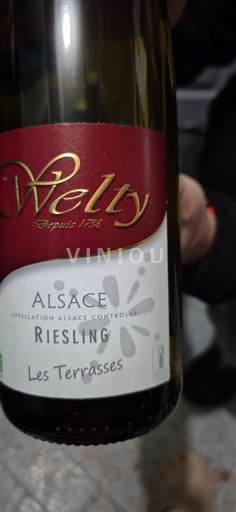 Welty
Depuis 1738
VINIOU
ALSACE
APPELLATION ALSACE CONTRÔLÉE
RIESLING
Les Terrasses